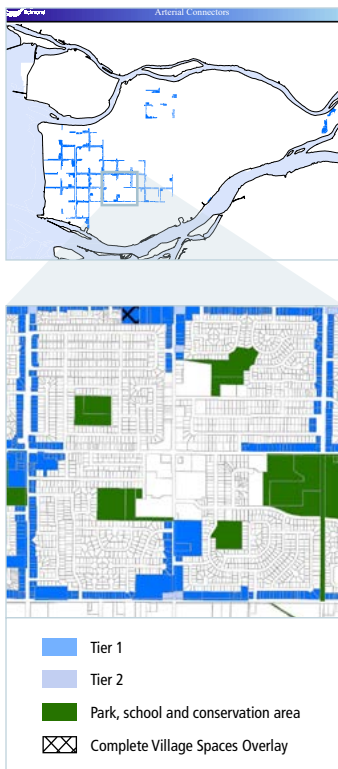 Richmond
Arterial Connectors
Tier 1
Tier 2
Park, school and conservation area
Complete Village Spaces Overlay